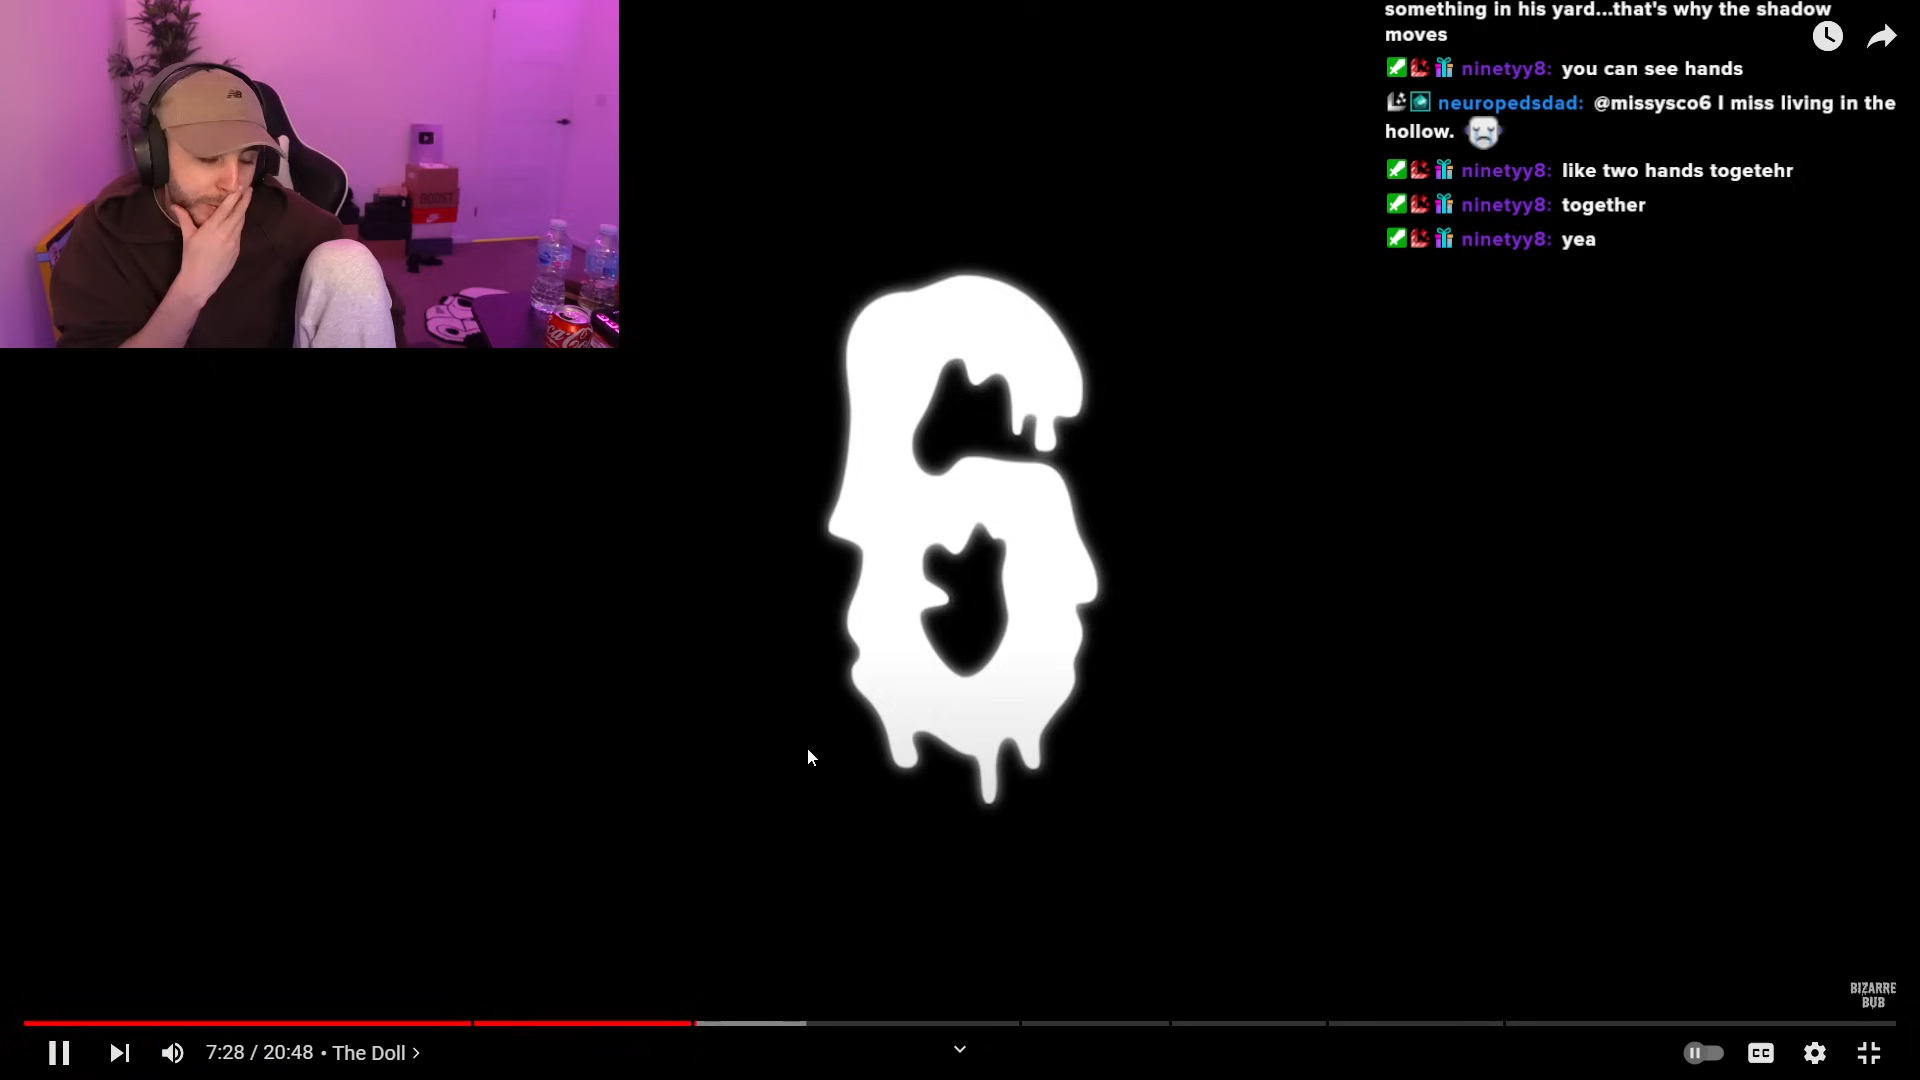 something in his yard...that's why the shadow
moves
ninetyy8: you can see hands
neuropedsdad: @missysco6 I miss living in the
hollow.
ninetyy8: like two hands togetehr
ninetyy8: together
ninetyy8: yea
BOOST
6
BIZARRE
BUB
7:28 / 20:48 • The Doll >
CC